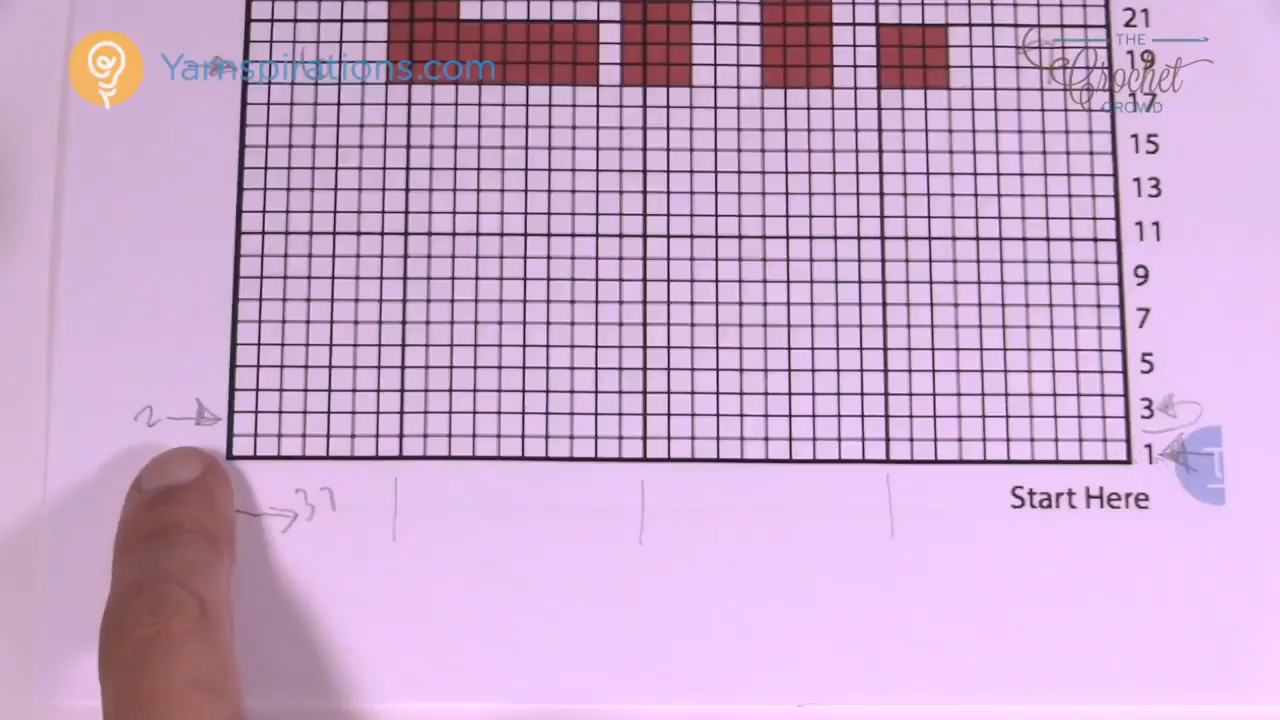 21
Yarnspirations.com
THE
Crochet
CROWD
19
17
15
13
11
9
7
5
3
2
1
37
Start Here